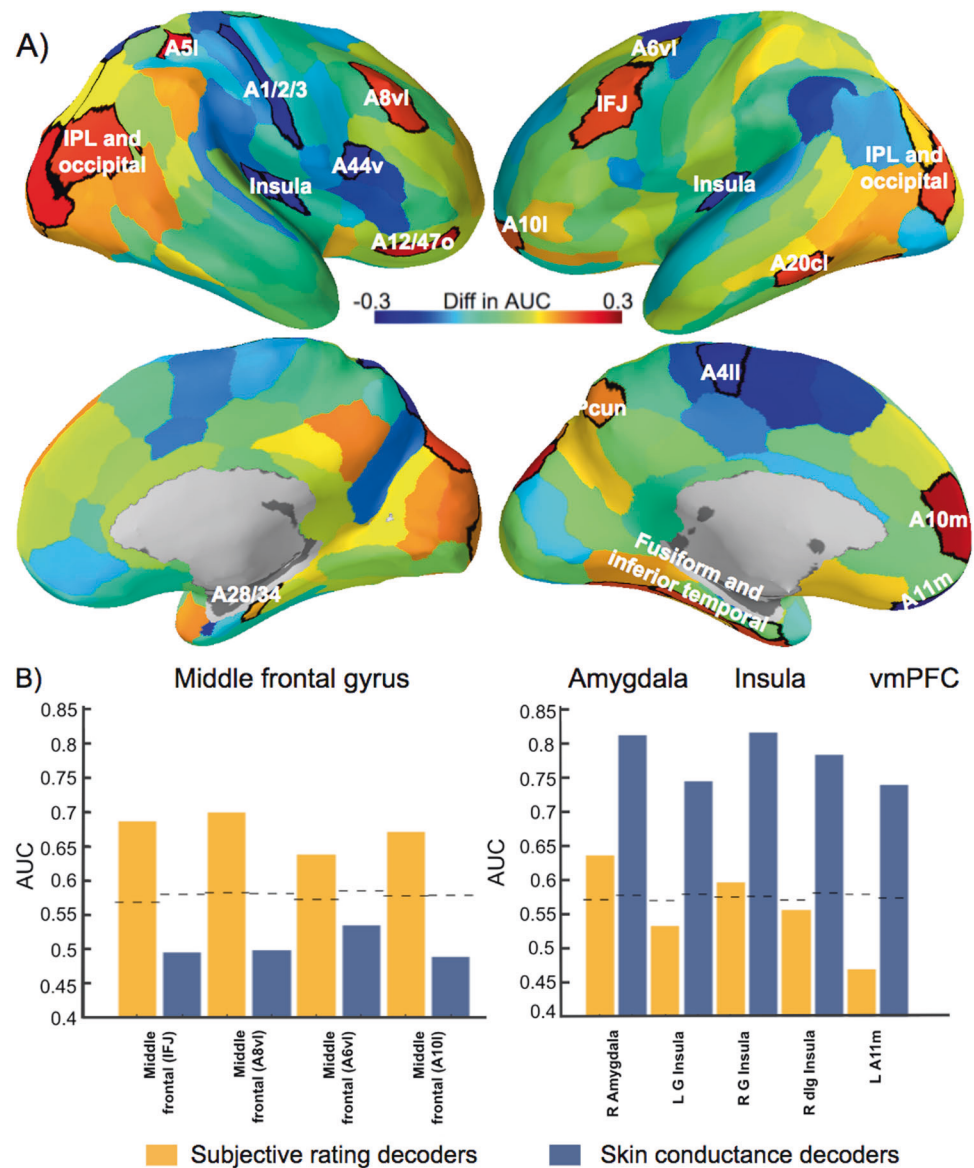 A)
A5l
A1/2/3
A8vl
IPL and
occipital
A44v
Insula
A12/47o
A6vl
IFJ
IPL and
occipital
Insula
A10l
A20cl
-0.3 Diff in AUC 0.3
A4ll
Pcun
A10m
Fusiform and
inferior temporal
A11m
A28/34
B) Middle frontal gyrus
0.85
0.8
0.75
0.7
0.65
0.6
0.55
0.5
0.45
0.4
AUC
Middle
frontal (IFJ)
Middle
frontal (A8vl)
Middle
frontal (A6vl)
Middle
frontal (A10l)
Amygdala Insula vmPFC
0.85
0.8
0.75
0.7
0.65
0.6
0.55
0.5
0.45
0.4
AUC
R Amygdala
L G Insula
R G Insula
R dlg Insula
L A11m
Subjective rating decoders Skin conductance decoders